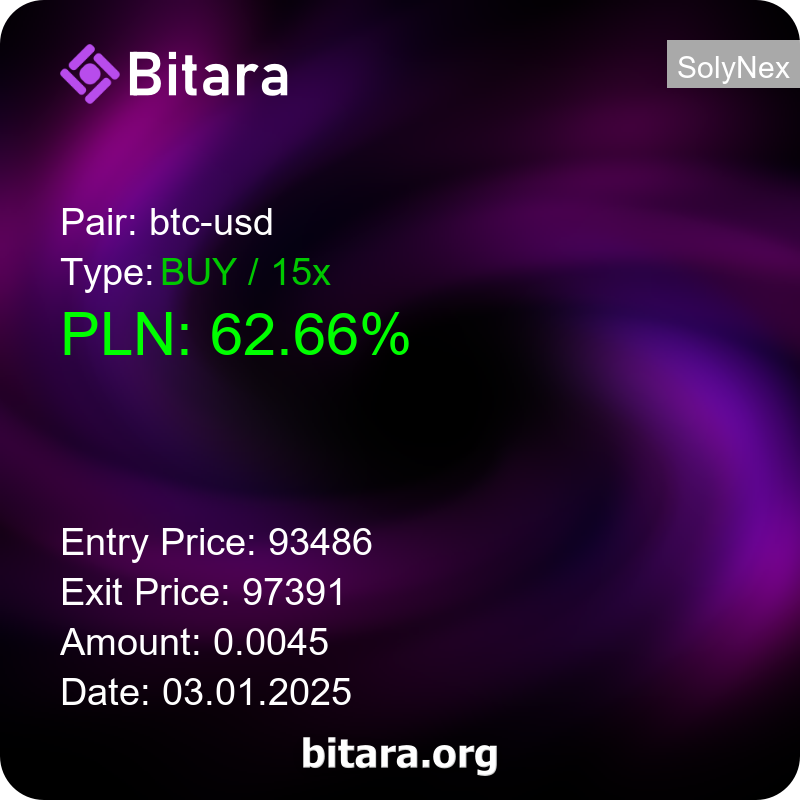 Bitara
SolyNex
Pair: btc-usd
Type: BUY / 15x
PLN: 62.66%
Entry Price: 93486
Exit Price: 97391
Amount: 0.0045
Date: 03.01.2025
bitara.org